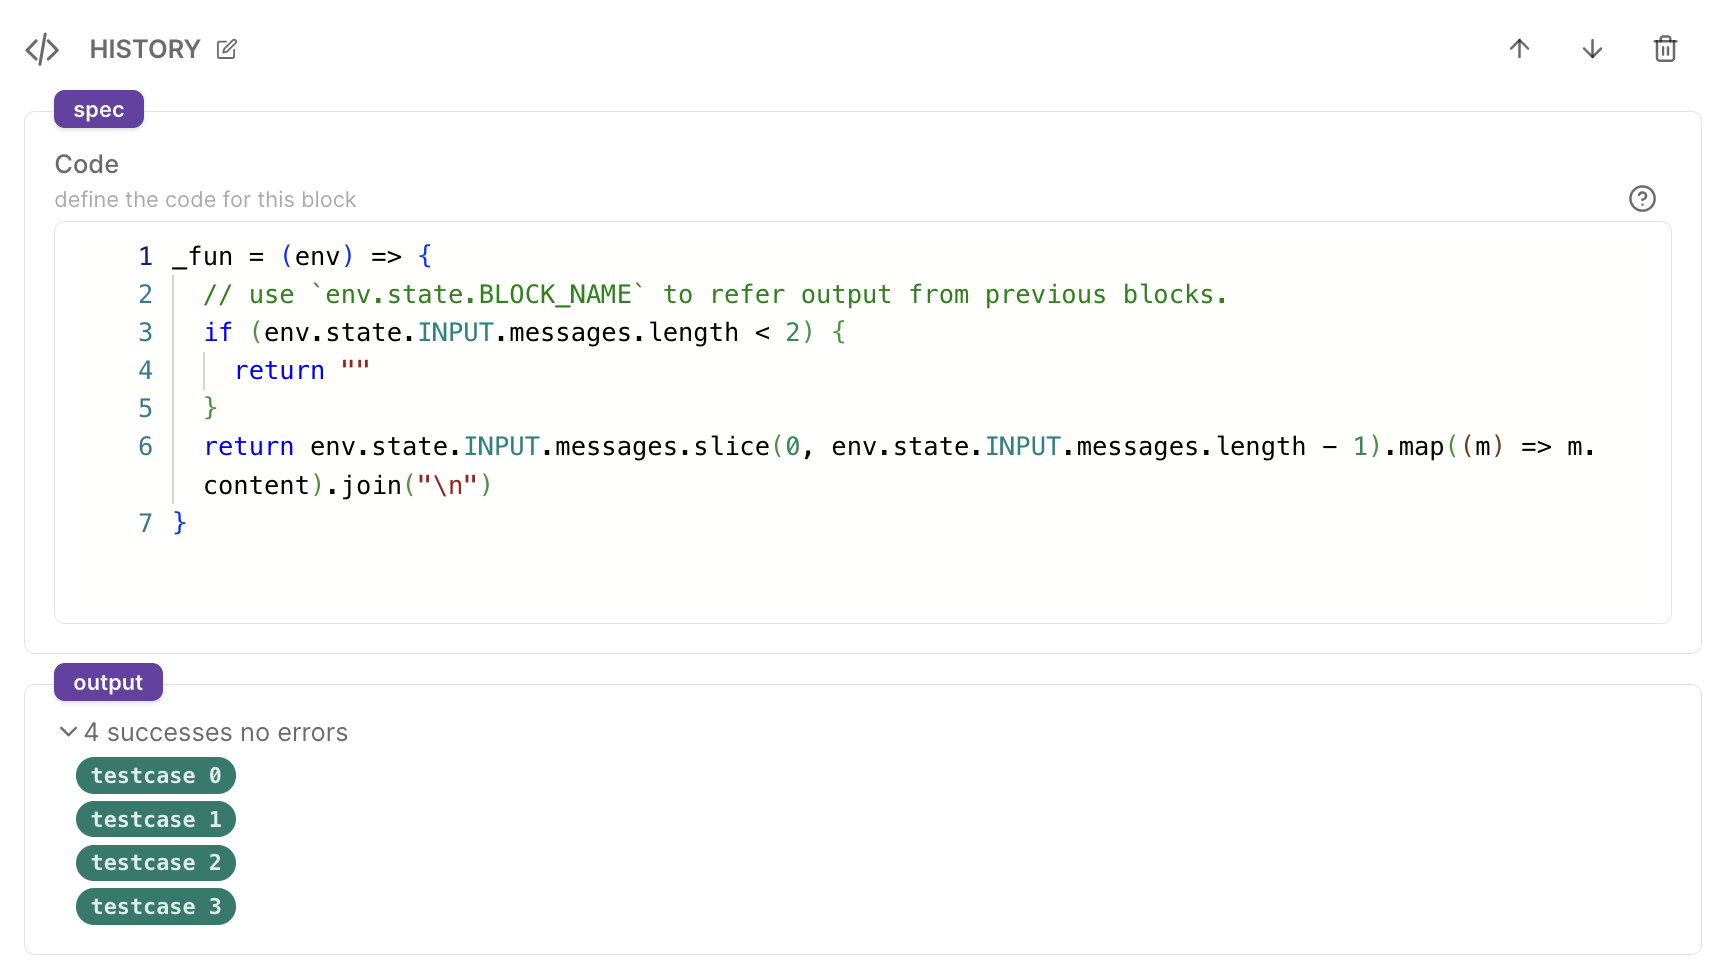 HISTORY
spec
Code
define the code for this block
1 _fun = (env) => {
2 // use `env.state.BLOCK_NAME` to refer output from previous blocks.
3 if (env.state.INPUT.messages.length < 2) {
4 return ""
5 }
6 return env.state.INPUT.messages.slice(0, env.state.INPUT.messages.length - 1).map((m) => m.
content).join("\n")
7 }
output
4 successes no errors
testcase 0
testcase 1
testcase 2
testcase 3